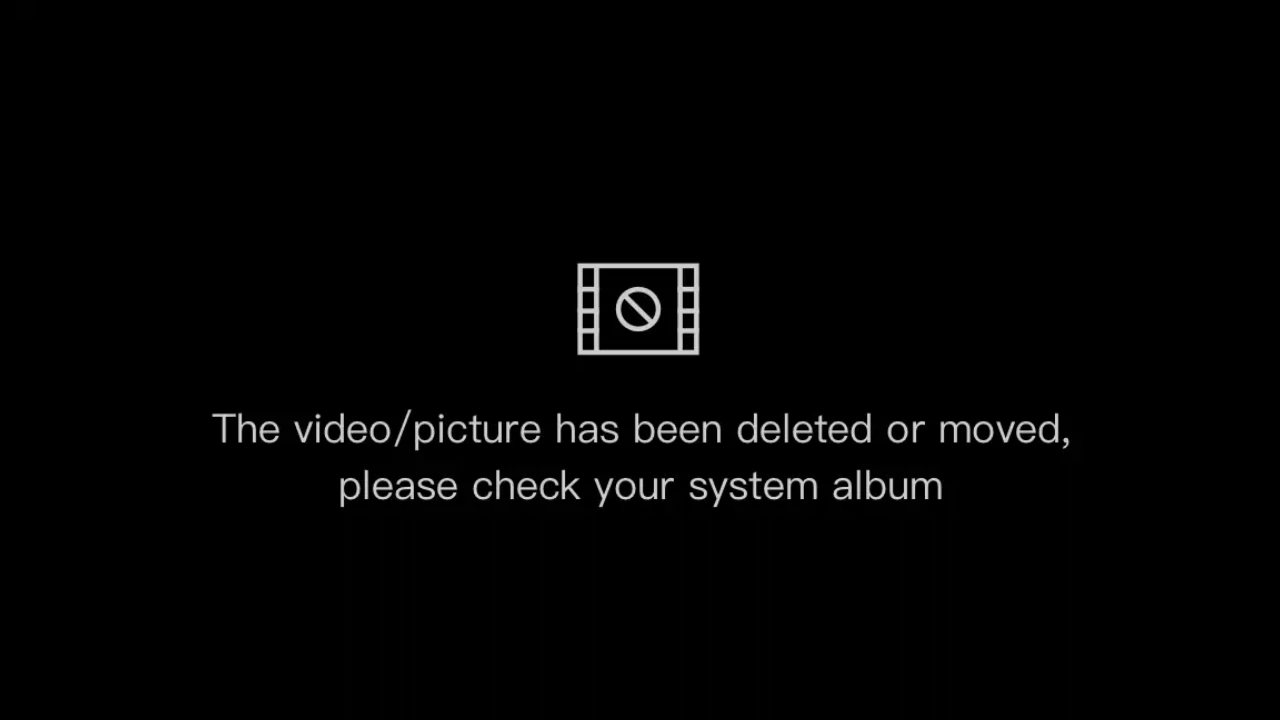 The video/picture has been deleted or moved,
please check your system album